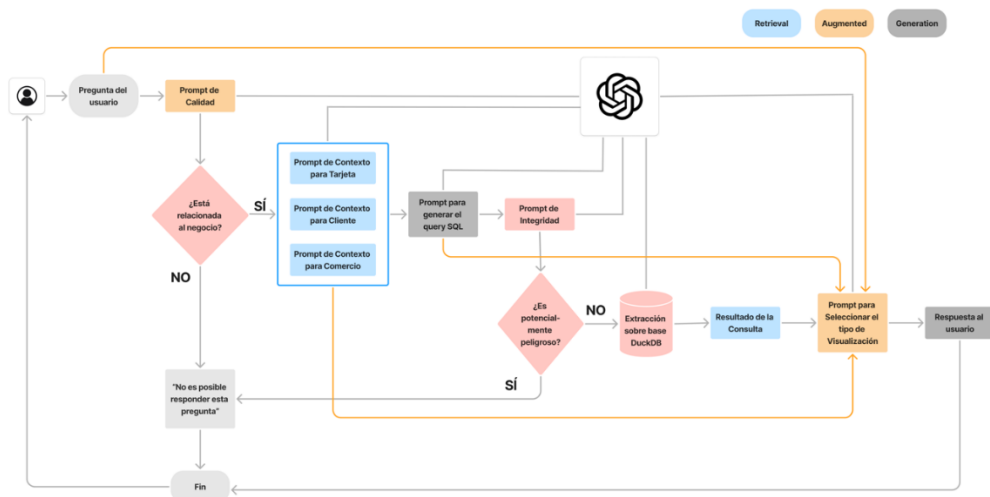 Retrieval
Augmented
Generation
Pregunta del
usuario
Prompt de
Calidad
¿Está
relacionada
al negocio?
SÍ
NO
Prompt de Contexto
para Tarjeta
Prompt de Contexto
para Cliente
Prompt de Contexto
para Comercio
Prompt para
generar el
query SQL
Prompt de
Integridad
¿Es
potencial-
mente
peligroso?
NO
SÍ
Extracción
sobre base
DuckDB
Resultado de la
Consulta
Prompt para
Seleccionar el
tipo de
Visualización
Respuesta al
usuario
"No es posible
responder esta
pregunta"
Fin